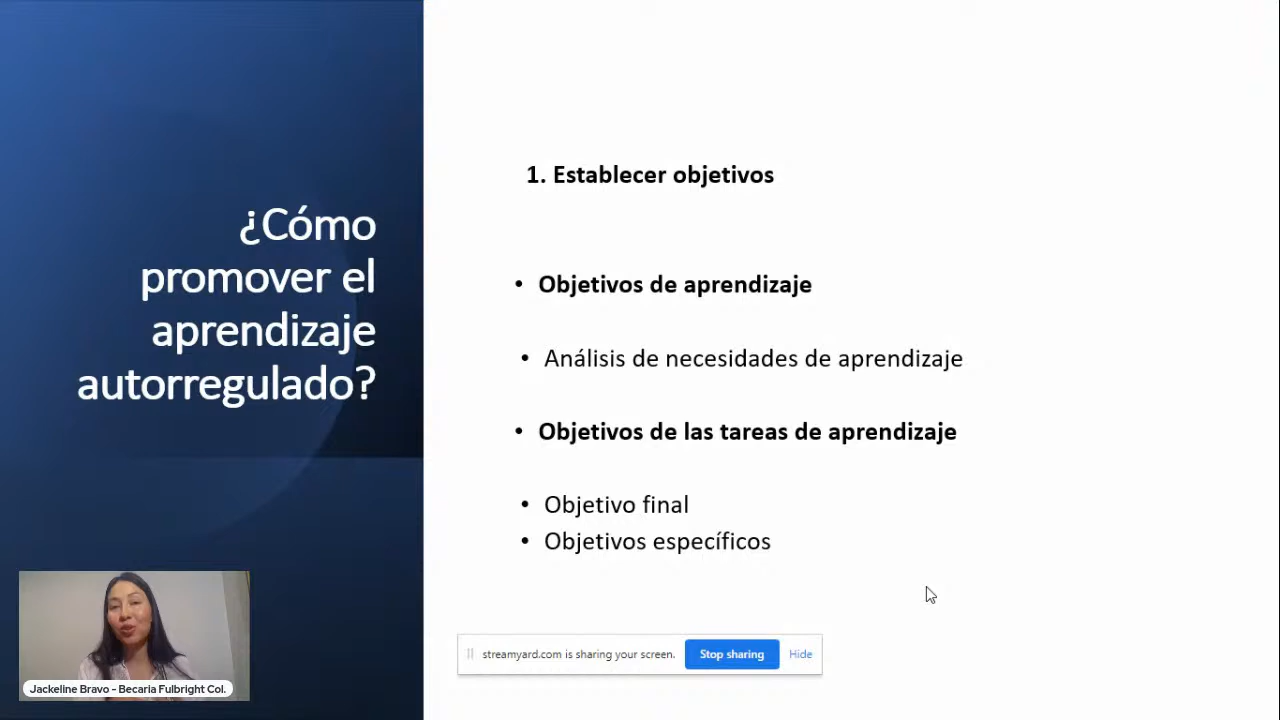 ¿Cómo
promover el
aprendizaje
autorregulado?
1. Establecer objetivos
• Objetivos de aprendizaje
• Análisis de necesidades de aprendizaje
• Objetivos de las tareas de aprendizaje
• Objetivo final
• Objetivos específicos
streamyard.com is sharing your screen. Stop sharing Hide
Jackeline Bravo - Becaria Fulbright Col.